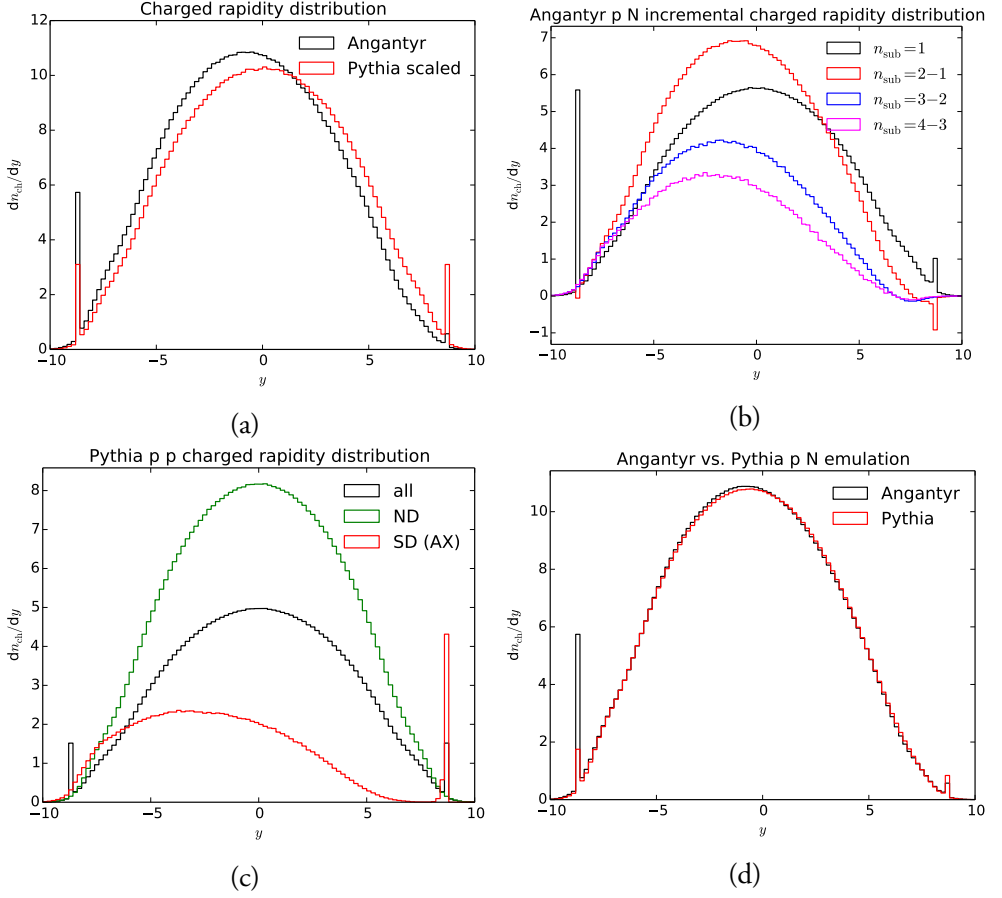 Charged rapidity distribution
Angantyr
Pythia scaled
dn_ch/dy
12
10
8
6
4
2
0
−10
−5
0
5
10
y
(a)
Angantyr p N incremental charged rapidity distribution
n_sub=1
n_sub=2−1
n_sub=3−2
n_sub=4−3
dn_ch/dy
7
6
5
4
3
2
1
0
−1
−10
−5
0
5
10
y
(b)
Pythia p p charged rapidity distribution
all
ND
SD (AX)
dn_ch/dy
8
7
6
5
4
3
2
1
0
−10
−5
0
5
10
y
(c)
Angantyr vs. Pythia p N emulation
Angantyr
Pythia
dn_ch/dy
10
8
6
4
2
0
−10
−5
0
5
10
y
(d)